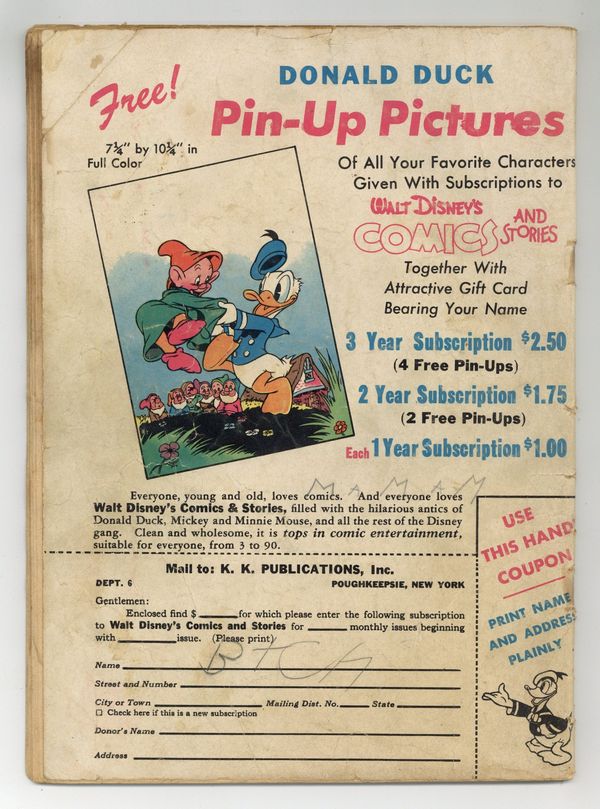 Free!
DONALD DUCK
Pin-Up Pictures
7¼" by 10¼" in
Full Color
Of All Your Favorite Characters
Given With Subscriptions to
WALT DISNEY'S
COMICS AND STORIES
Together With
Attractive Gift Card
Bearing Your Name
3 Year Subscription $2.50
(4 Free Pin-Ups)
2 Year Subscription $1.75
(2 Free Pin-Ups)
Each 1 Year Subscription $1.00
Everyone, young and old, loves comics. And everyone loves
Walt Disney's Comics & Stories, filled with the hilarious antics of
Donald Duck, Mickey and Minnie Mouse, and all the rest of the Disney
gang. Clean and wholesome, it is tops in comic entertainment,
suitable for everyone, from 3 to 90.
USE
THIS HANDY
COUPON
PRINT NAME
AND ADDRESS
PLAINLY
Mail to: K. K. PUBLICATIONS, Inc.
DEPT. 6 POUGHKEEPSIE, NEW YORK
Gentlemen:
Enclosed find $ ______ for which please enter the following subscription
to Walt Disney's Comics and Stories for ______ monthly issues beginning
with ______ issue. (Please print)
Name
Street and Number
City or Town Mailing Dist. No. State
☐ Check here if this is a new subscription
Donor's Name
Address